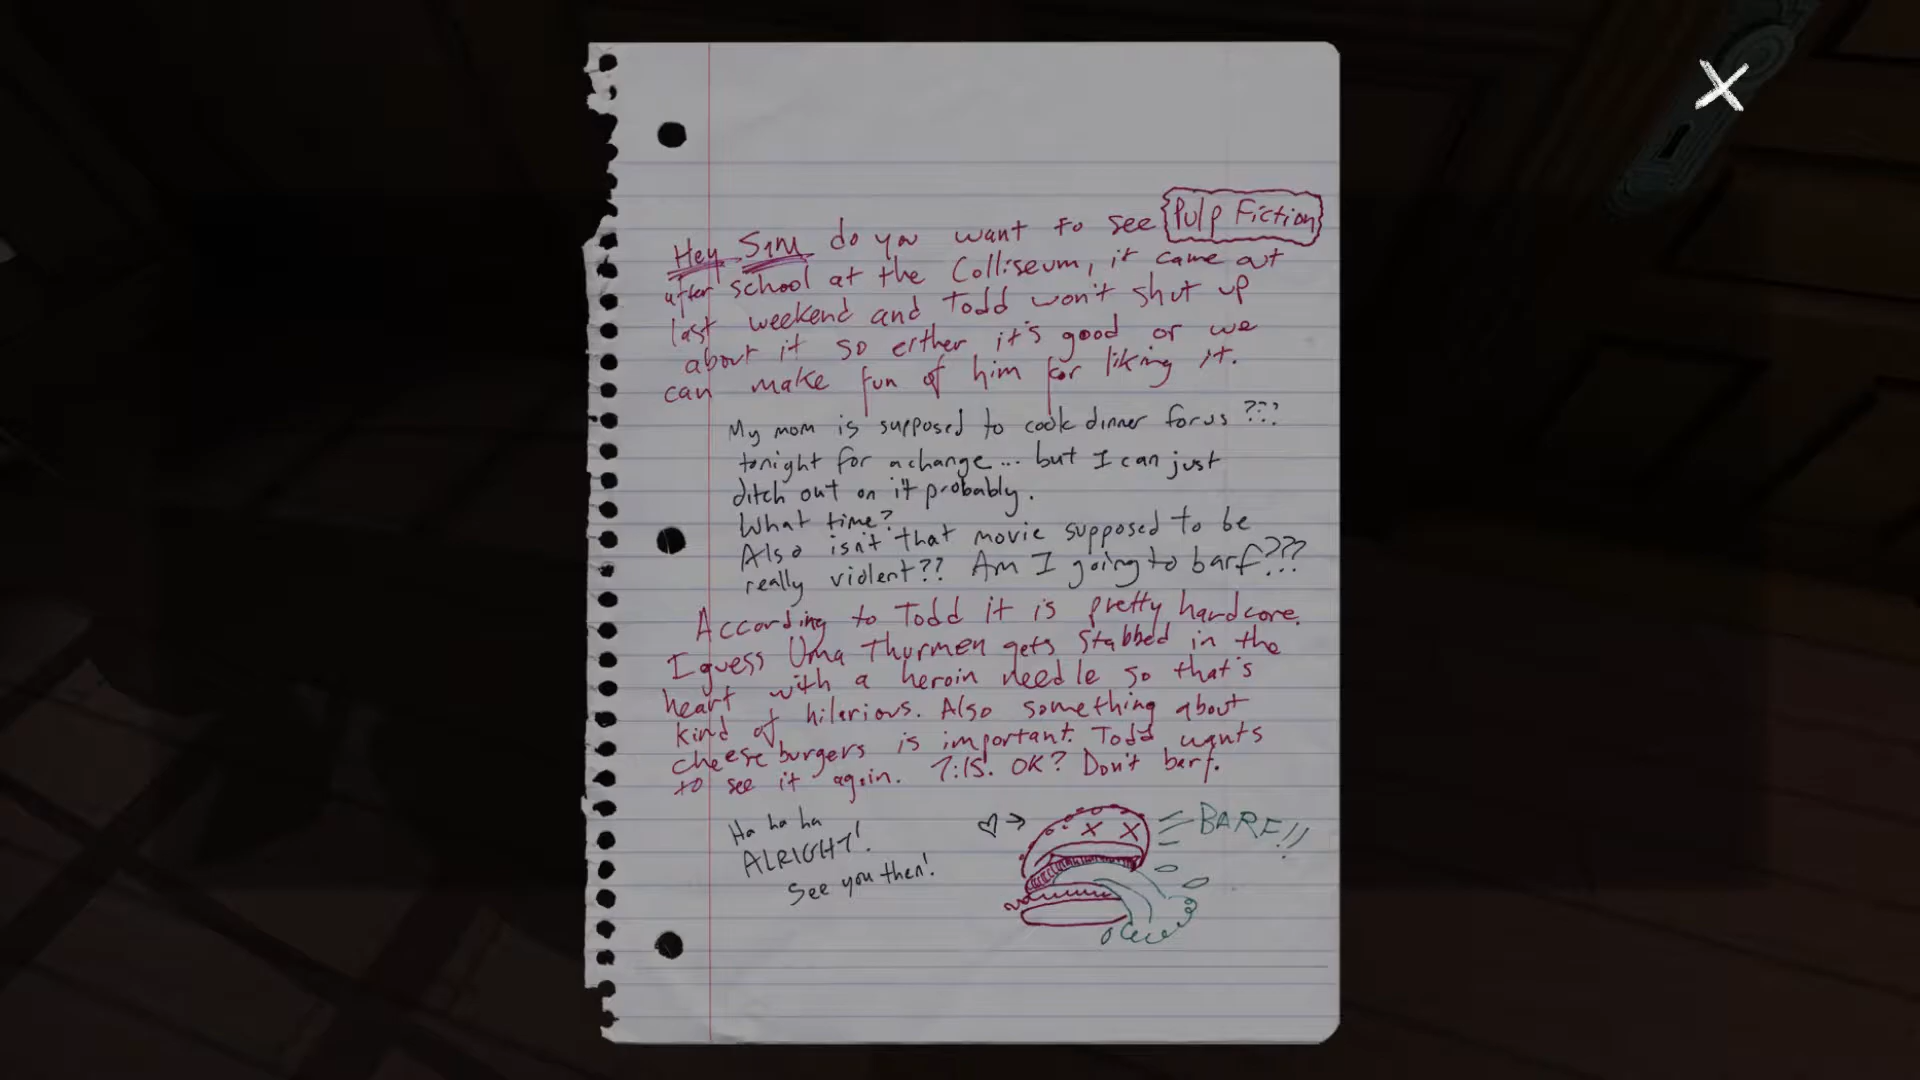 Hey Sam do you want to see Pulp Fiction
after school at the Colliseum, it came out
last weekend and Todd won't shut up
about it so either it's good or we
can make fun of him for liking it.
My mom is supposed to cook dinner for us ???
tonight for a change... but I can just
ditch out on it probably.
What time?
Also isn't that movie supposed to be
really violent?? Am I going to barf???
According to Todd it is pretty hardcore.
I guess Uma Thurmen gets stabbed in the
heart with a heroin needle so that's
kind of hilarious. Also something about
cheeseburgers is important. Todd wants
to see it again. 7:15. OK? Don't barf.
Ha ha ha
ALRIGHT!
See you then!
BARF!!